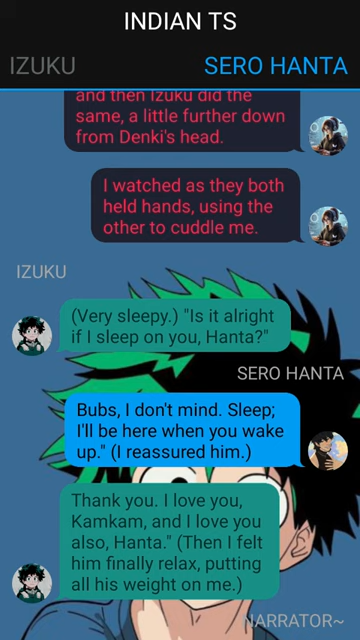 INDIAN TS
IZUKU
SERO HANTA
and then Izuku did the
same, a little further down
from Denki's head.
I watched as they both
held hands, using the
other to cuddle me.
IZUKU
(Very sleepy.) "Is it alright
if I sleep on you, Hanta?"
SERO HANTA
Bubs, I don't mind. Sleep;
I'll be here when you wake
up." (I reassured him.)
Thank you. I love you,
Kamkam, and I love you
also, Hanta." (Then I felt
him finally relax, putting
all his weight on me.)
NARRATOR~